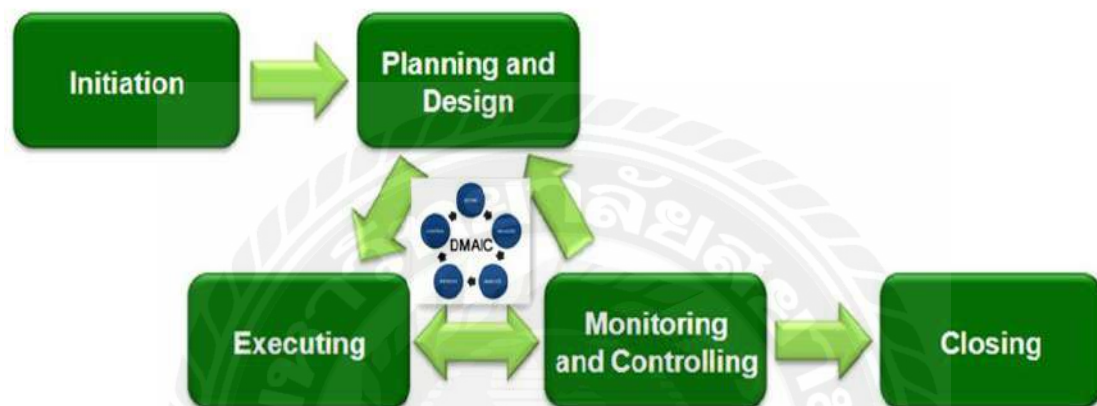 Initiation
Planning and
Design
DMAIC
Executing
Monitoring
and Controlling
Closing